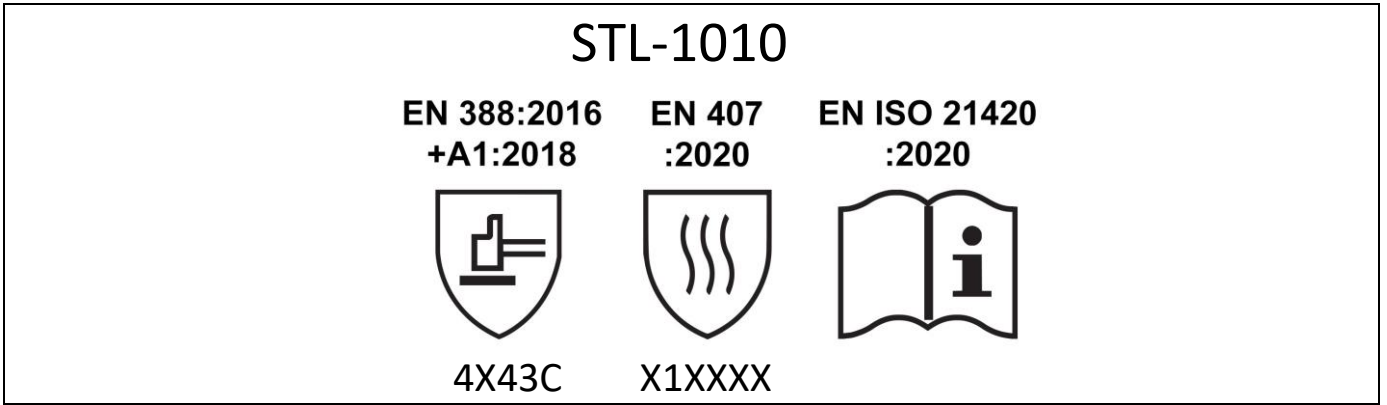 STL-1010
EN 388:2016
+A1:2018
EN 407
:2020
EN ISO 21420
:2020
i
4X43C
X1XXXX